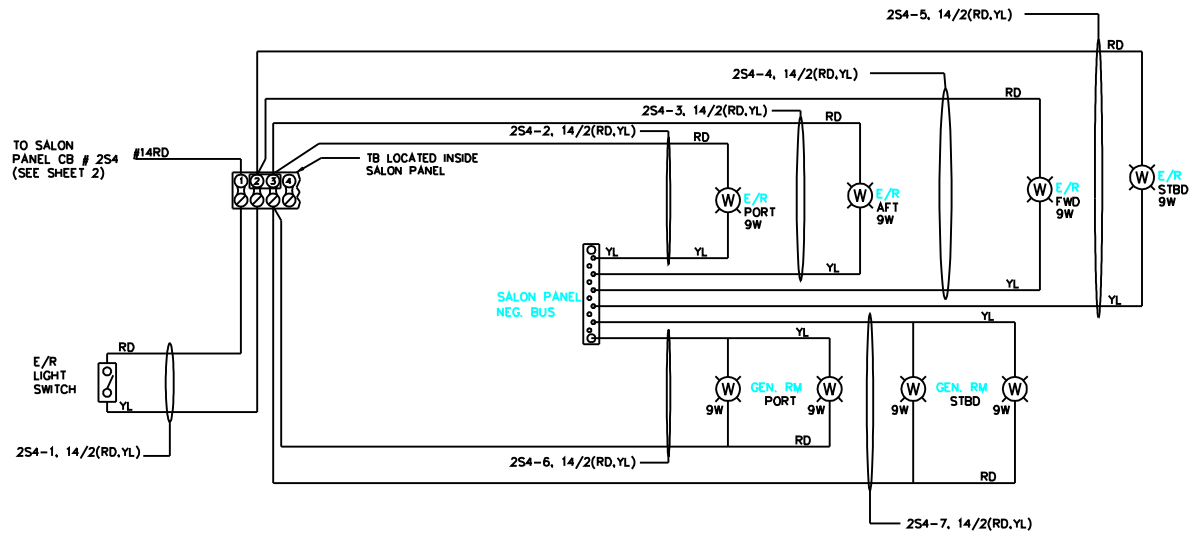 2S4-5, 14/2(RD,YL)
RD
2S4-4, 14/2(RD,YL)
RD
2S4-3, 14/2(RD,YL)
RD
2S4-2, 14/2(RD,YL)
RD
TO SALON
PANEL CB # 2S4
(SEE SHEET 2)
#14RD
TB LOCATED INSIDE
SALON PANEL
1 2 3 4
W
E/R
PORT
9W
W
E/R
AFT
9W
W
E/R
FWD
9W
W
E/R
STBD
9W
YL
YL
YL
YL
YL
SALON PANEL
NEG. BUS
YL
YL
E/R
LIGHT
SWITCH
RD
YL
2S4-1, 14/2(RD,YL)
W
9W
GEN. RM
PORT
W
9W
W
9W
GEN. RM
STBD
W
9W
RD
2S4-6, 14/2(RD,YL)
RD
2S4-7, 14/2(RD,YL)